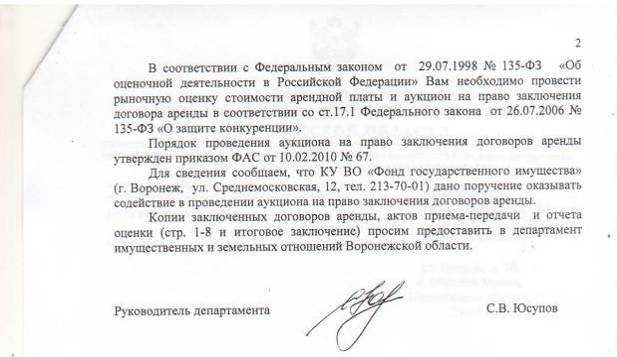 2
В соответствии с Федеральным законом от 29.07.1998 № 135-ФЗ «Об
оценочной деятельности в Российской Федерации» Вам необходимо провести
рыночную оценку стоимости арендной платы и аукцион на право заключения
договора аренды в соответствии со ст.17.1 Федерального закона от 26.07.2006 №
135-ФЗ «О защите конкуренции».
Порядок проведения аукциона на право заключения договоров аренды
утвержден приказом ФАС от 10.02.2010 № 67.
Для сведения сообщаем, что КУ ВО «Фонд государственного имущества»
(г. Воронеж, ул. Среднемосковская, 12, тел. 213-70-01) дано поручение оказывать
содействие в проведении аукциона на право заключения договоров аренды.
Копии заключенных договоров аренды, актов приема-передачи и отчета
оценки (стр. 1-8 и итоговое заключение) просим предоставить в департамент
имущественных и земельных отношений Воронежской области.
Руководитель департамента С.В. Юсупов